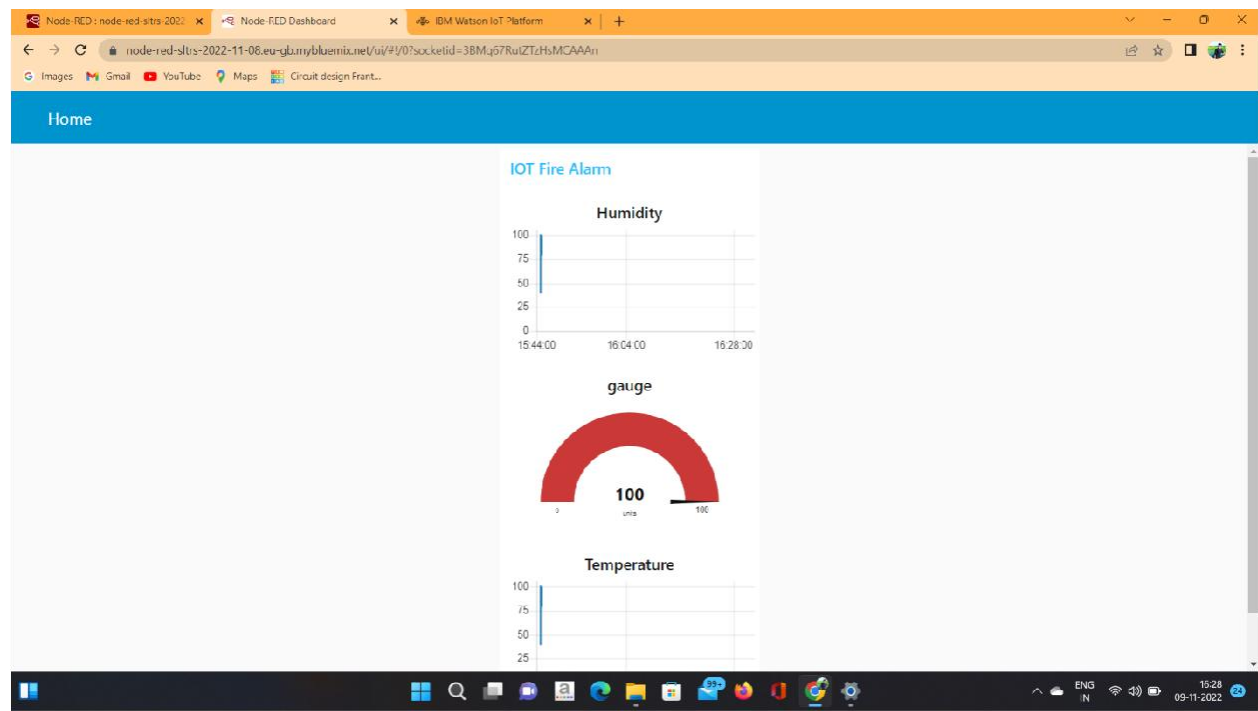 Node-RED : node-red-sltrs-2022
Node-RED Dashboard
IBM Watson IoT Platform
node-red-sltrs-2022-11-08.eu-gb.mybluemix.net/ui/#!/0?socketid=
Images
Gmail
YouTube
Maps
Circuit design Frant...
Home
IOT Fire Alarm
Humidity
100
75
50
25
0
15:44:00 16:04:00 16:28:00
gauge
100
0 units 100
Temperature
100
75
50
25
a
99+
ENG
IN
15:28
09-11-2022
24